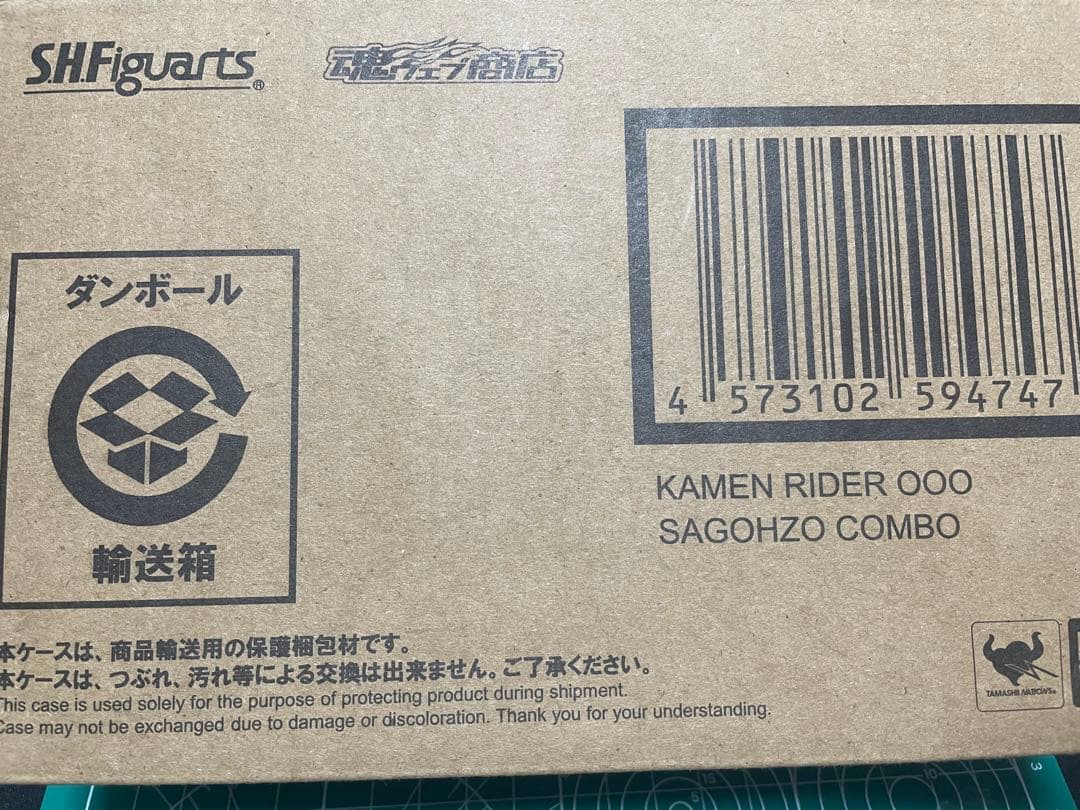 S.H.Figuarts®
魂ウェブ商店
4 573102 594747
KAMEN RIDER OOO
SAGOHZO COMBO
ダンボール
輸送箱
本ケースは、商品輸送用の保護梱包材です。
本ケースは、つぶれ、汚れ等による交換は出来ません。ご了承ください。
This case is used solely for the purpose of protecting product during shipment.
Case may not be exchanged due to damage or discoloration. Thank you for your understanding.
TAMASHII NATIONS®
15
10
3